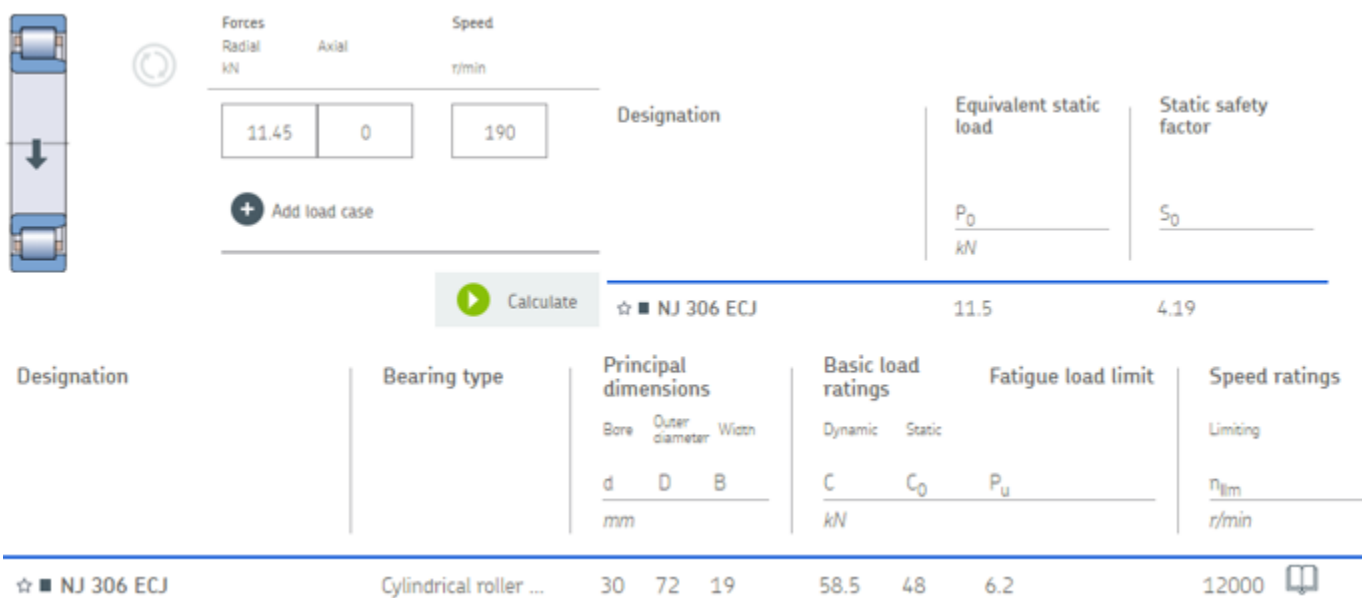 Forces Speed
Radial Axial
kN r/min
11.45 0 190
+ Add load case
Calculate
Designation Equivalent static load Static safety factor
P0 S0
kN
NJ 306 ECJ 11.5 4.19
Designation Bearing type Principal dimensions Basic load ratings Fatigue load limit Speed ratings
Bore Outer diameter Width Dynamic Static Limiting
d D B C C0 Pu nlim
mm kN r/min
NJ 306 ECJ Cylindrical roller ... 30 72 19 58.5 48 6.2 12000